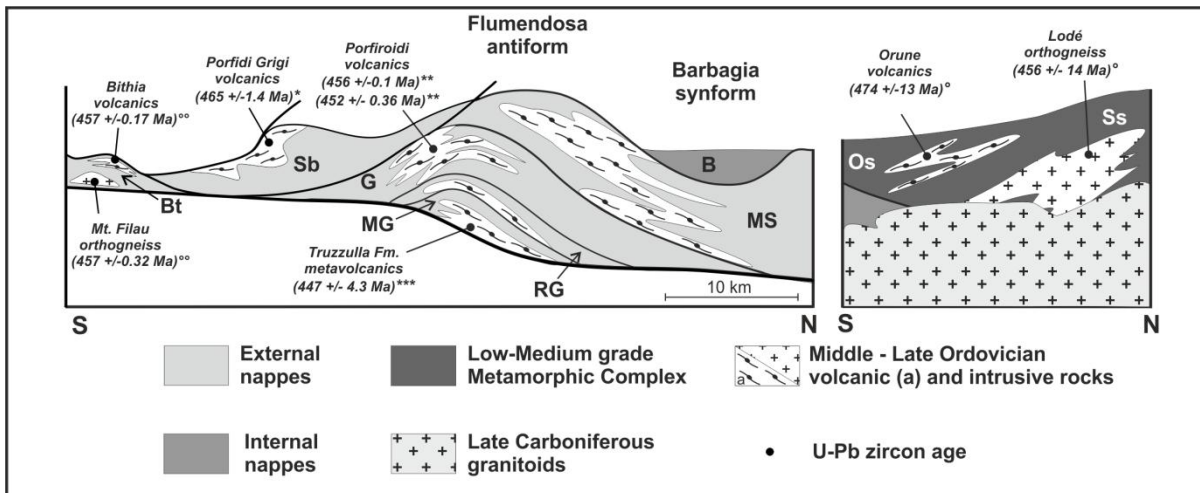 Flumendosa
antiform
Barbagia
synform
Bithia
volcanics
(457 +/-0.17 Ma)°°
Porfidi Grigi
volcanics
(465 +/-1.4 Ma)*
Porfiroidi
volcanics
(456 +/-0.1 Ma)**
(452 +/- 0.36 Ma)**
Orune
volcanics
(474 +/-13 Ma)°
Lodé
orthogneiss
(456 +/- 14 Ma)°
Sb
G
B
MS
Bt
MG
RG
Os
Ss
Mt. Filau
orthogneiss
(457 +/-0.32 Ma)°°
Truzzulla Fm.
metavolcanics
(447 +/- 4.3 Ma)***
10 km
S
N
S
N
External
nappes
Low-Medium grade
Metamorphic Complex
a
Middle - Late Ordovician
volcanic (a) and intrusive rocks
Internal
nappes
Late Carboniferous
granitoids
U-Pb zircon age